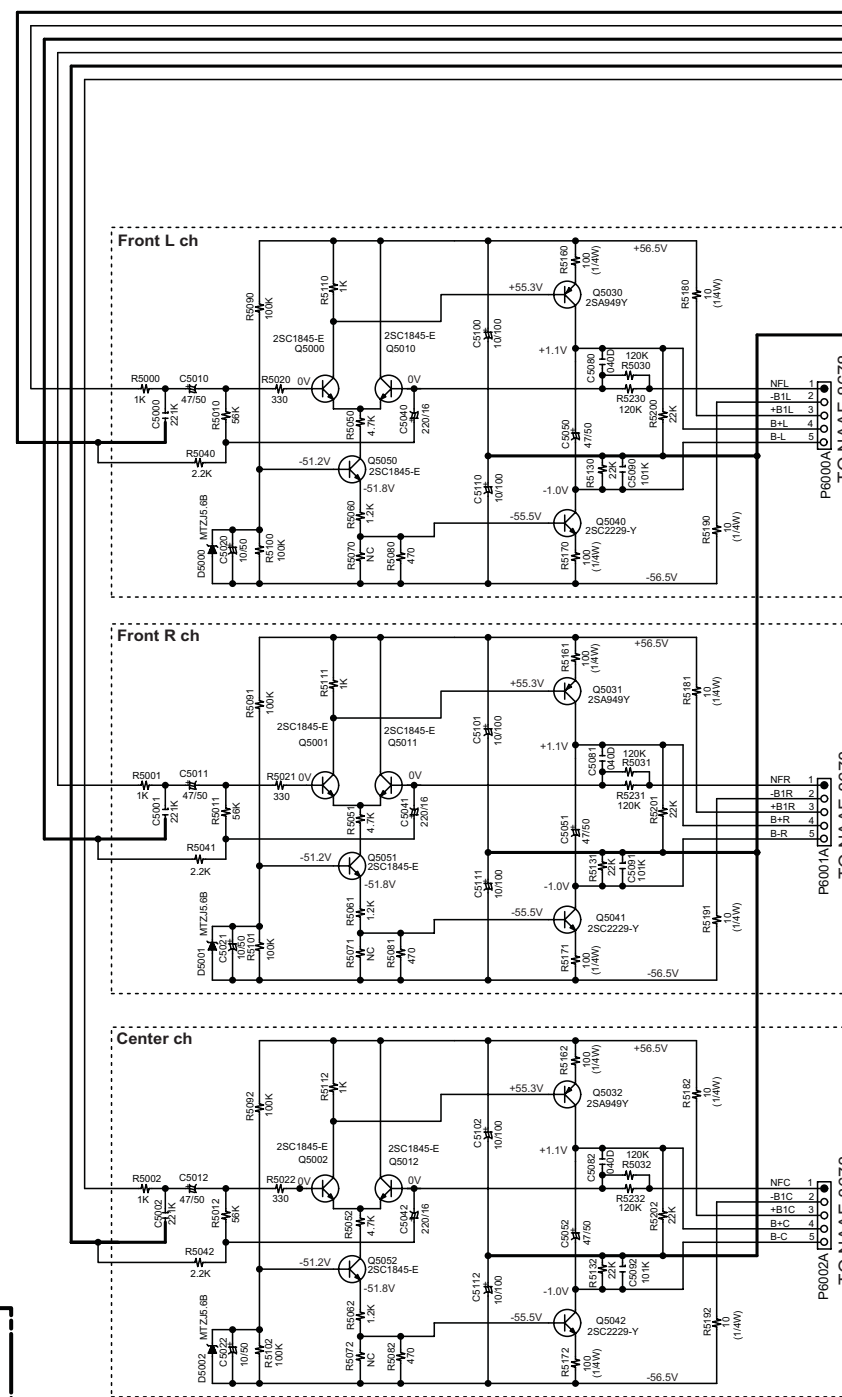 Front L ch
R5090
100K
R5110
1K
2SC1845-E
Q5000
2SC1845-E
Q5010
C5100
10/100
R5160
100
(1/4W)
+56.5V
+55.3V
Q5030
2SA949Y
R5180
10
(1/4W)
+1.1V
C5080
040D
120K
R5030
R5230
120K
R5200
22K
R5000
1K
C5010
47/50
C5000
221K
R5010
56K
R5020
330
0V
0V
R5050
4.7K
C5040
220/16
C5050
47/50
R5040
2.2K
-51.2V
Q5050
2SC1845-E
-51.8V
R5060
1.2K
C5110
10/100
R5130
22K
C5090
101K
-1.0V
-55.5V
Q5040
2SC2229-Y
R5190
10
(1/4W)
D5000
MTZJ5.6B
C5020
10/50
R5100
100K
R5070
NC
R5080
470
R5170
100
(1/4W)
-56.5V
NFL 1
-B1L 2
+B1L 3
B+L 4
B-L 5
P6000A
Front R ch
R5091
100K
R5111
1K
2SC1845-E
Q5001
2SC1845-E
Q5011
C5101
10/100
R5161
100
(1/4W)
+56.5V
+55.3V
Q5031
2SA949Y
R5181
10
(1/4W)
+1.1V
C5081
040D
120K
R5031
R5231
120K
R5201
22K
R5001
1K
C5011
47/50
C5001
221K
R5011
56K
R5021
330
0V
0V
R5051
4.7K
C5041
220/16
C5051
47/50
R5041
2.2K
-51.2V
Q5051
2SC1845-E
-51.8V
R5061
1.2K
C5111
10/100
R5131
22K
C5091
101K
-1.0V
-55.5V
Q5041
2SC2229-Y
R5191
10
(1/4W)
D5001
MTZJ5.6B
C5021
10/50
R5101
100K
R5071
NC
R5081
470
R5171
100
(1/4W)
-56.5V
NFR 1
-B1R 2
+B1R 3
B+R 4
B-R 5
P6001A
Center ch
R5092
100K
R5112
1K
2SC1845-E
Q5002
2SC1845-E
Q5012
C5102
10/100
R5162
100
(1/4W)
+56.5V
+55.3V
Q5032
2SA949Y
R5182
10
(1/4W)
+1.1V
C5082
040D
120K
R5032
R5232
120K
R5202
22K
R5002
1K
C5012
47/50
C5002
221K
R5012
56K
R5022
330
0V
0V
R5052
4.7K
C5042
220/16
C5052
47/50
R5042
2.2K
-51.2V
Q5052
2SC1845-E
-51.8V
R5062
1.2K
C5112
10/100
R5132
22K
C5092
101K
-1.0V
-55.5V
Q5042
2SC2229-Y
R5192
10
(1/4W)
D5002
MTZJ5.6B
C5022
10/50
R5102
100K
R5072
NC
R5082
470
R5172
100
(1/4W)
-56.5V
NFC 1
-B1C 2
+B1C 3
B+C 4
B-C 5
P6002A